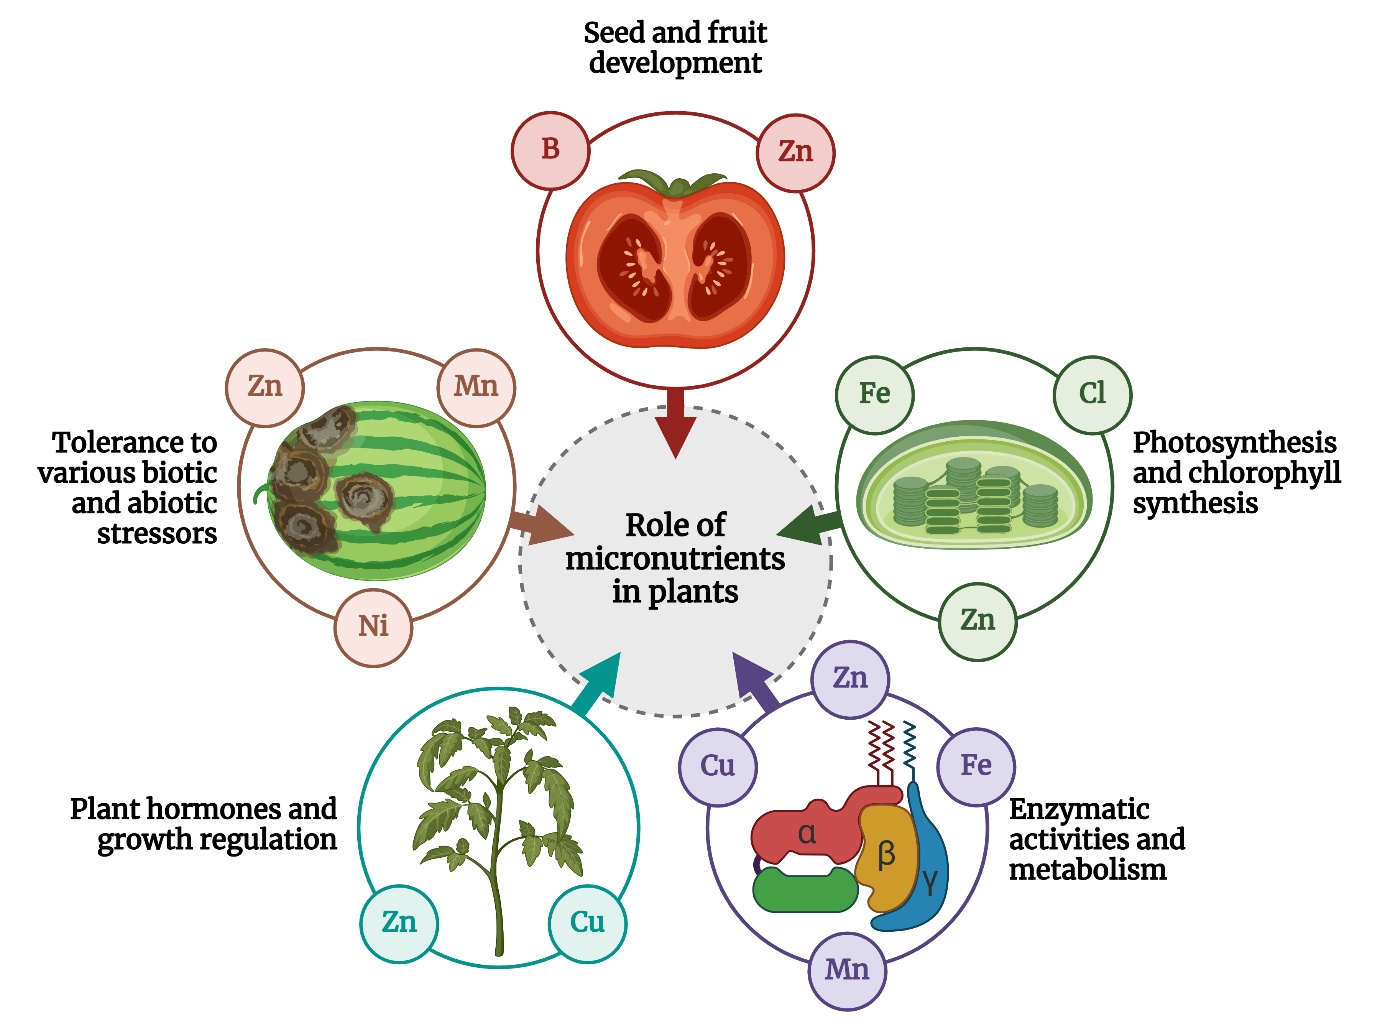 Seed and fruit
development
B
Zn
Zn
Mn
Tolerance to
various biotic
and abiotic
stressors
Ni
Fe
Cl
Photosynthesis
and chlorophyll
synthesis
Zn
Role of
micronutrients
in plants
Plant hormones and
growth regulation
Zn
Cu
Zn
Cu
Fe
α
β
γ
Enzymatic
activities and
metabolism
Mn